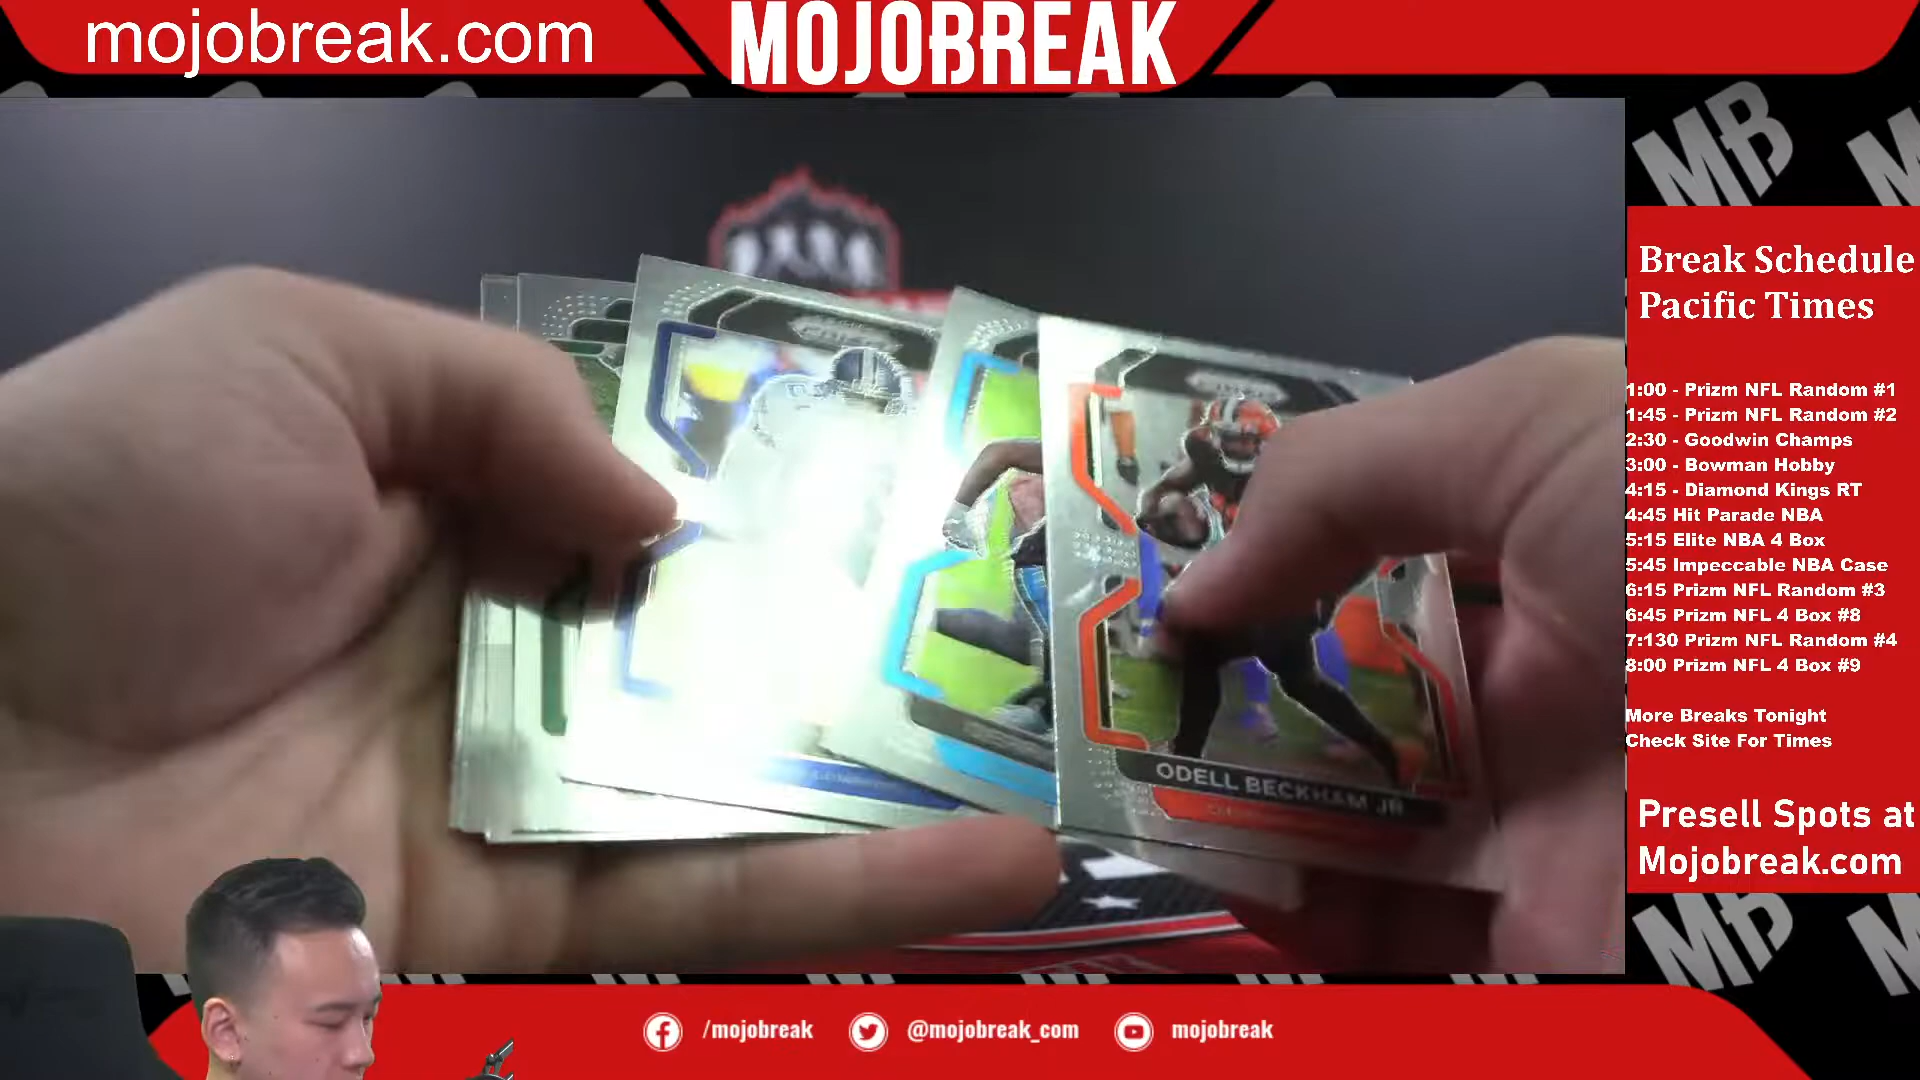 mojobreak.com
MOJOBREAK
MB
Break Schedule
Pacific Times
1:00 - Prizm NFL Random #1
1:45 - Prizm NFL Random #2
2:30 - Goodwin Champs
3:00 - Bowman Hobby
4:15 - Diamond Kings RT
4:45 Hit Parade NBA
5:15 Elite NBA 4 Box
5:45 Impeccable NBA Case
6:15 Prizm NFL Random #3
6:45 Prizm NFL 4 Box #8
7:130 Prizm NFL Random #4
8:00 Prizm NFL 4 Box #9
More Breaks Tonight
Check Site For Times
Presell Spots at
Mojobreak.com
ODELL BECKHAM JR
MB
/mojobreak
@mojobreak_com
mojobreak